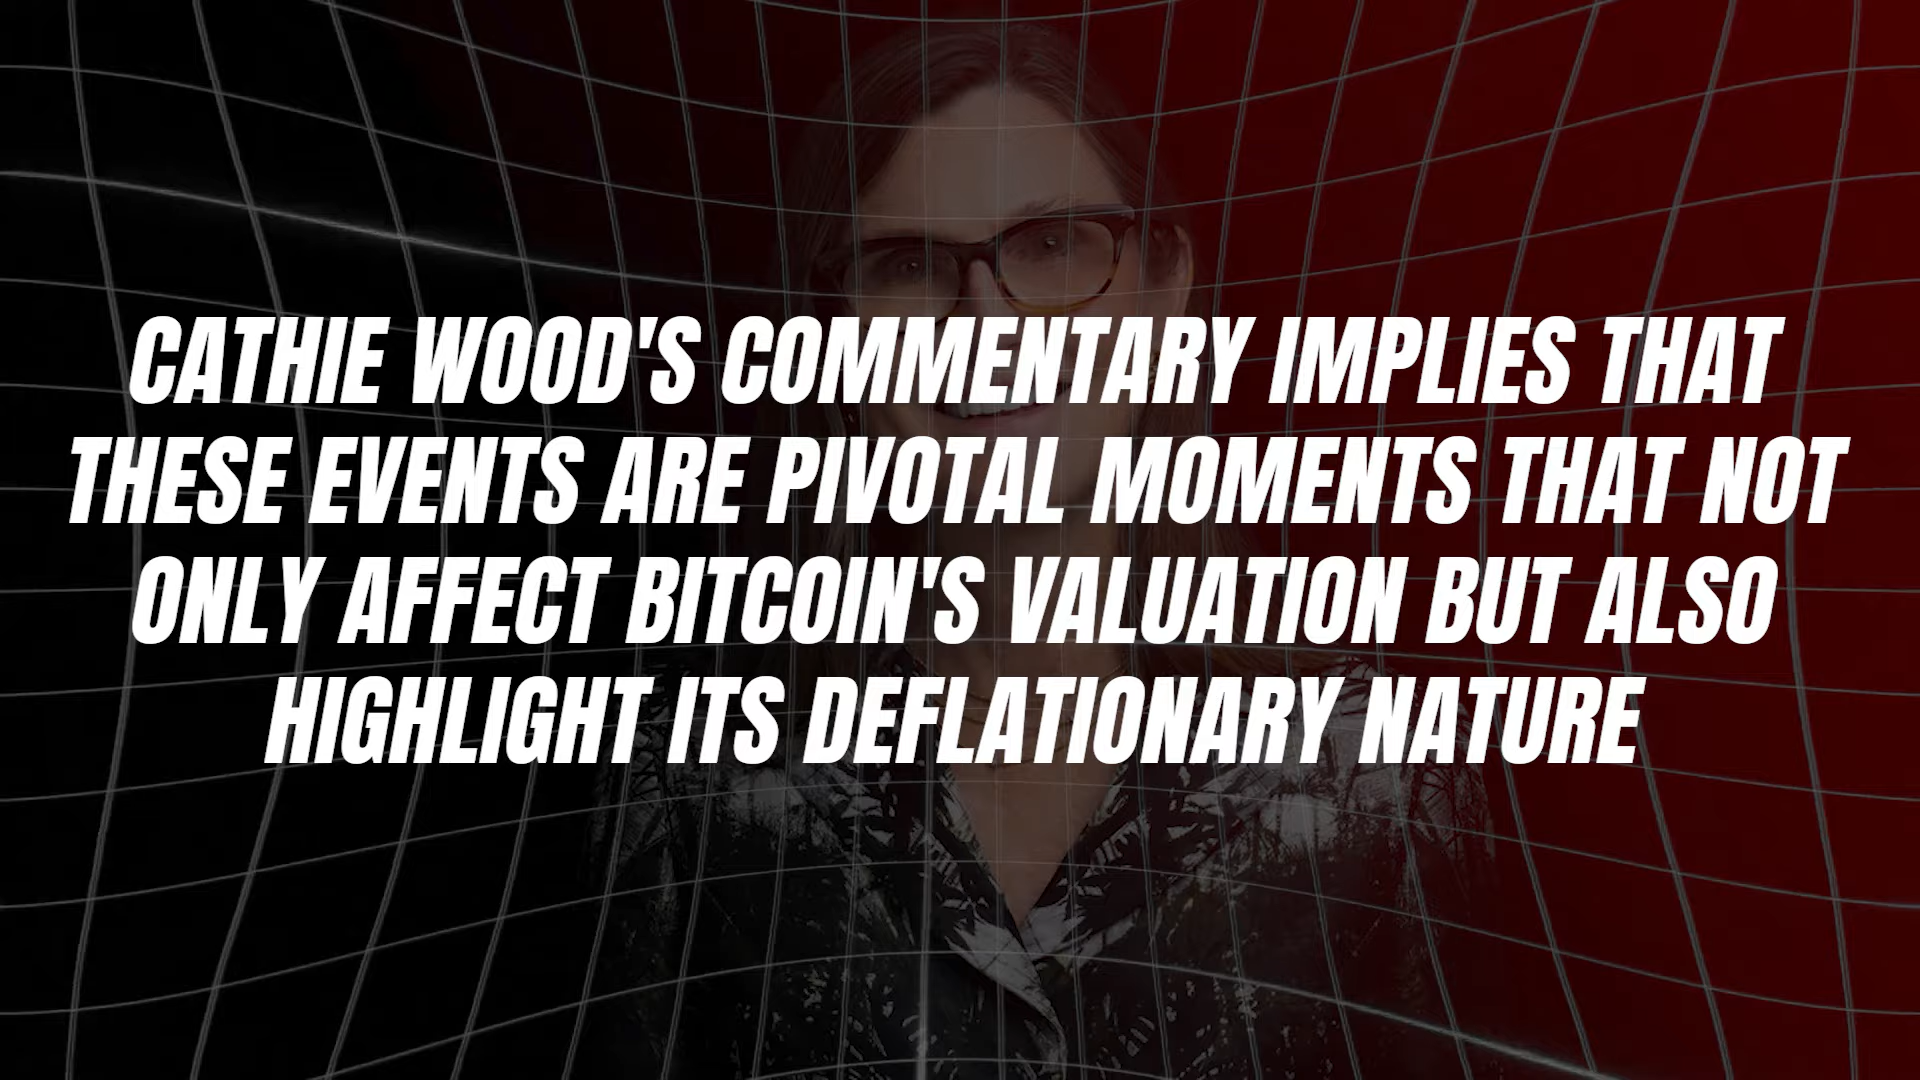 CATHIE WOOD'S COMMENTARY IMPLIES THAT
THESE EVENTS ARE PIVOTAL MOMENTS THAT NOT
ONLY AFFECT BITCOIN'S VALUATION BUT ALSO
HIGHLIGHT ITS DEFLATIONARY NATURE